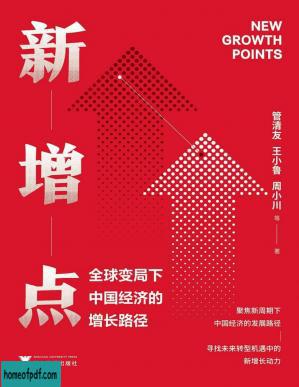 NEW
GROWTH
POINTS
新
增
点
管清友
王小鲁
周小川
等
著
全球变局下
中国经济的
增长路径
聚焦新周期下
中国经济的发展路径
寻找未来转型机遇中的
新增长动力
ZHEJIANG UNIVERSITY PRESS
出版社
homeofpdf.com